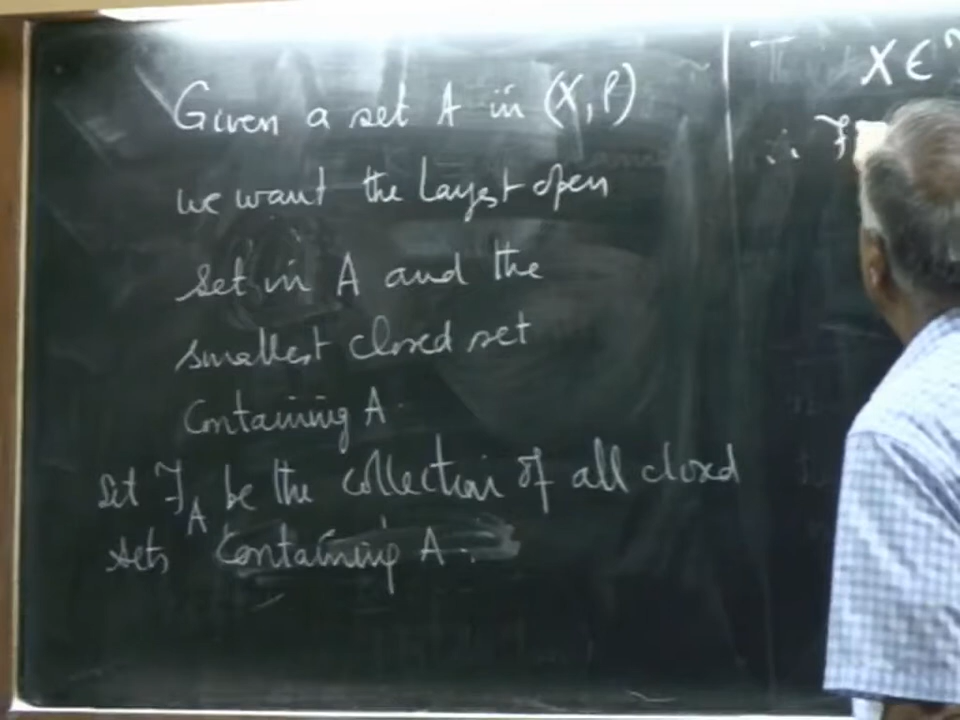 Given a set A in (X, P)
we want the largest open
set in A and the
smallest closed set
Containing A.
Let ℱ_A be the collection of all closed
sets containing A.
X ∈
∴ ℱ